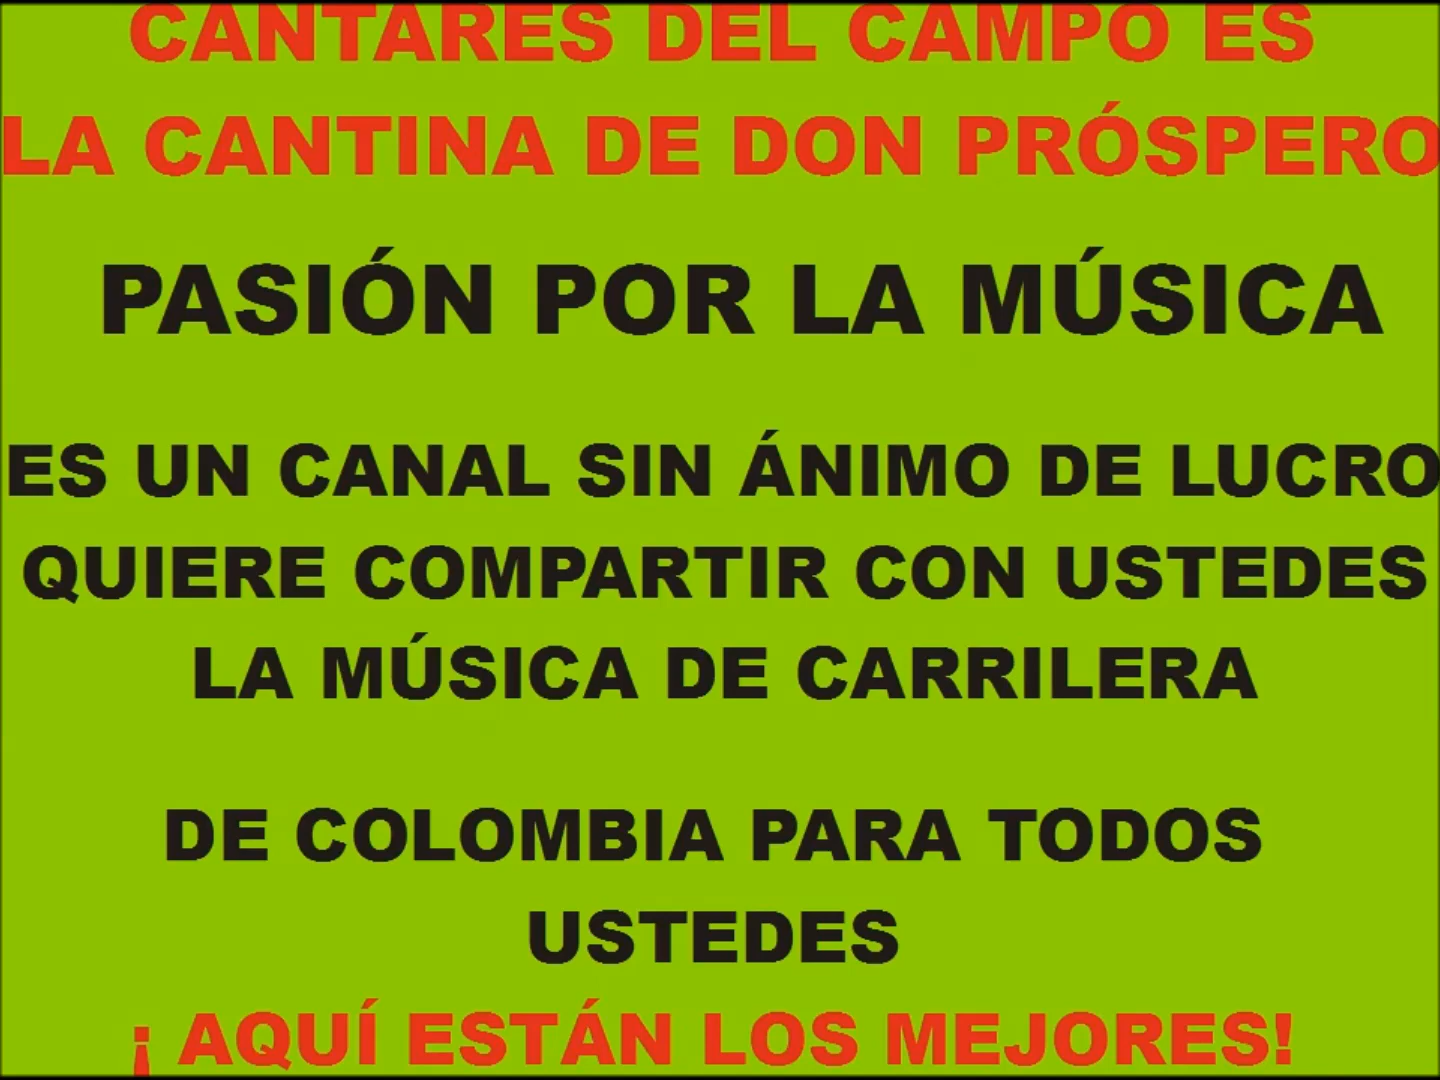 CANTARES DEL CAMPO ES
LA CANTINA DE DON PRÓSPERO
PASIÓN POR LA MÚSICA
ES UN CANAL SIN ÁNIMO DE LUCRO
QUIERE COMPARTIR CON USTEDES
LA MÚSICA DE CARRILERA
DE COLOMBIA PARA TODOS
USTEDES
¡ AQUÍ ESTÁN LOS MEJORES!